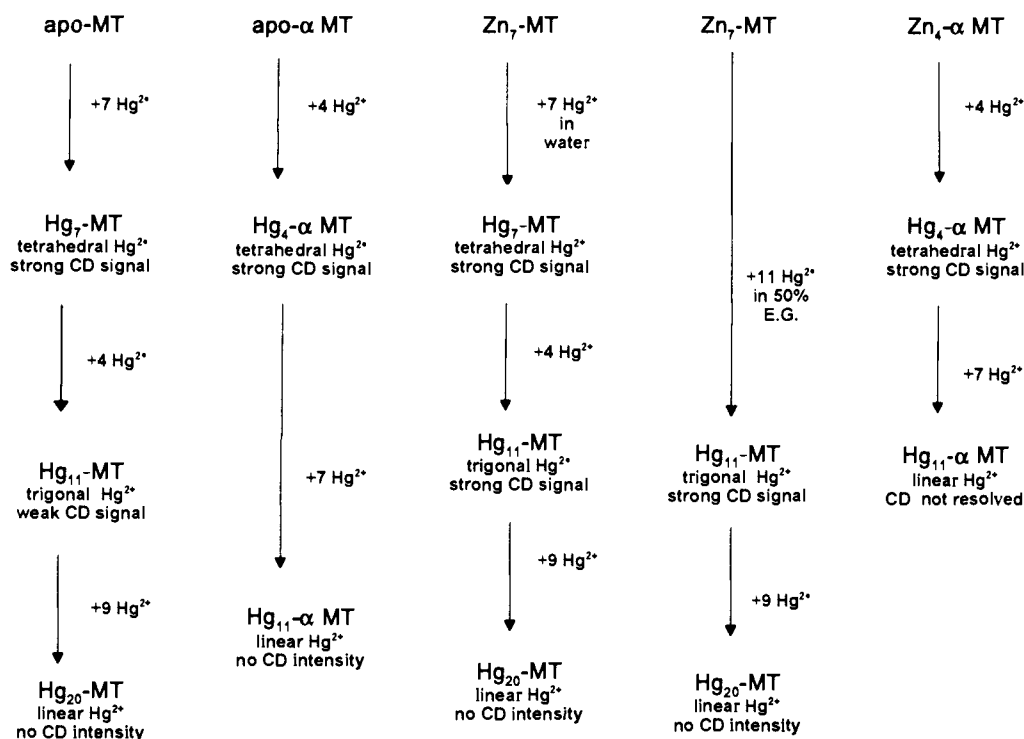 apo-MT
+7 Hg²⁺
Hg₇-MT
tetrahedral Hg²⁺
strong CD signal
+4 Hg²⁺
Hg₁₁-MT
trigonal Hg²⁺
weak CD signal
+9 Hg²⁺
Hg₂₀-MT
linear Hg²⁺
no CD intensity
apo-α MT
+4 Hg²⁺
Hg₄-α MT
tetrahedral Hg²⁺
strong CD signal
+7 Hg²⁺
Hg₁₁-α MT
linear Hg²⁺
no CD intensity
Zn₇-MT
+7 Hg²⁺
in
water
Hg₇-MT
tetrahedral Hg²⁺
strong CD signal
+4 Hg²⁺
Hg₁₁-MT
trigonal Hg²⁺
strong CD signal
+9 Hg²⁺
Hg₂₀-MT
linear Hg²⁺
no CD intensity
Zn₇-MT
+11 Hg²⁺
in 50%
E.G.
Hg₁₁-MT
trigonal Hg²⁺
strong CD signal
+9 Hg²⁺
Hg₂₀-MT
linear Hg²⁺
no CD intensity
Zn₄-α MT
+4 Hg²⁺
Hg₄-α MT
tetrahedral Hg²⁺
strong CD signal
+7 Hg²⁺
Hg₁₁-α MT
linear Hg²⁺
CD not resolved